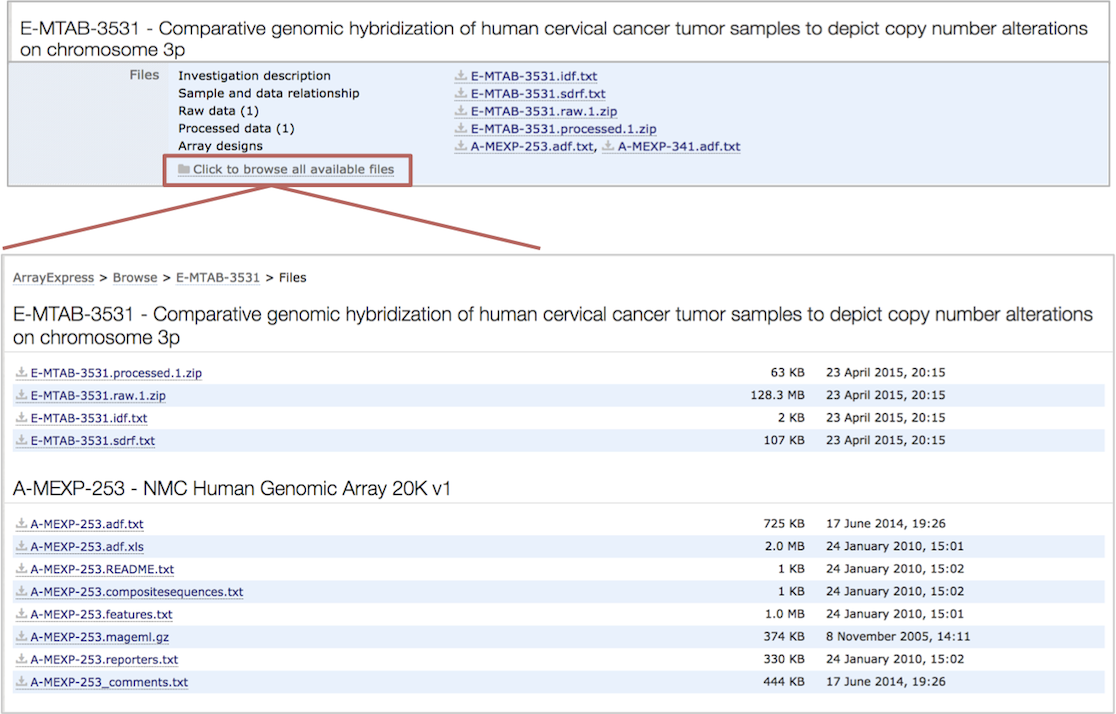 E-MTAB-3531 - Comparative genomic hybridization of human cervical cancer tumor samples to depict copy number alterations
on chromosome 3p
Files Investigation description E-MTAB-3531.idf.txt
Sample and data relationship E-MTAB-3531.sdrf.txt
Raw data (1) E-MTAB-3531.raw.1.zip
Processed data (1) E-MTAB-3531.processed.1.zip
Array designs A-MEXP-253.adf.txt, A-MEXP-341.adf.txt
Click to browse all available files
ArrayExpress > Browse > E-MTAB-3531 > Files
E-MTAB-3531 - Comparative genomic hybridization of human cervical cancer tumor samples to depict copy number alterations
on chromosome 3p
E-MTAB-3531.processed.1.zip 63 KB 23 April 2015, 20:15
E-MTAB-3531.raw.1.zip 128.3 MB 23 April 2015, 20:15
E-MTAB-3531.idf.txt 2 KB 23 April 2015, 20:15
E-MTAB-3531.sdrf.txt 107 KB 23 April 2015, 20:15
A-MEXP-253 - NMC Human Genomic Array 20K v1
A-MEXP-253.adf.txt 725 KB 17 June 2014, 19:26
A-MEXP-253.adf.xls 2.0 MB 24 January 2010, 15:01
A-MEXP-253.README.txt 1 KB 24 January 2010, 15:02
A-MEXP-253.compositesequences.txt 1 KB 24 January 2010, 15:02
A-MEXP-253.features.txt 1.0 MB 24 January 2010, 15:01
A-MEXP-253.mageml.gz 374 KB 8 November 2005, 14:11
A-MEXP-253.reporters.txt 330 KB 24 January 2010, 15:02
A-MEXP-253_comments.txt 444 KB 17 June 2014, 19:26